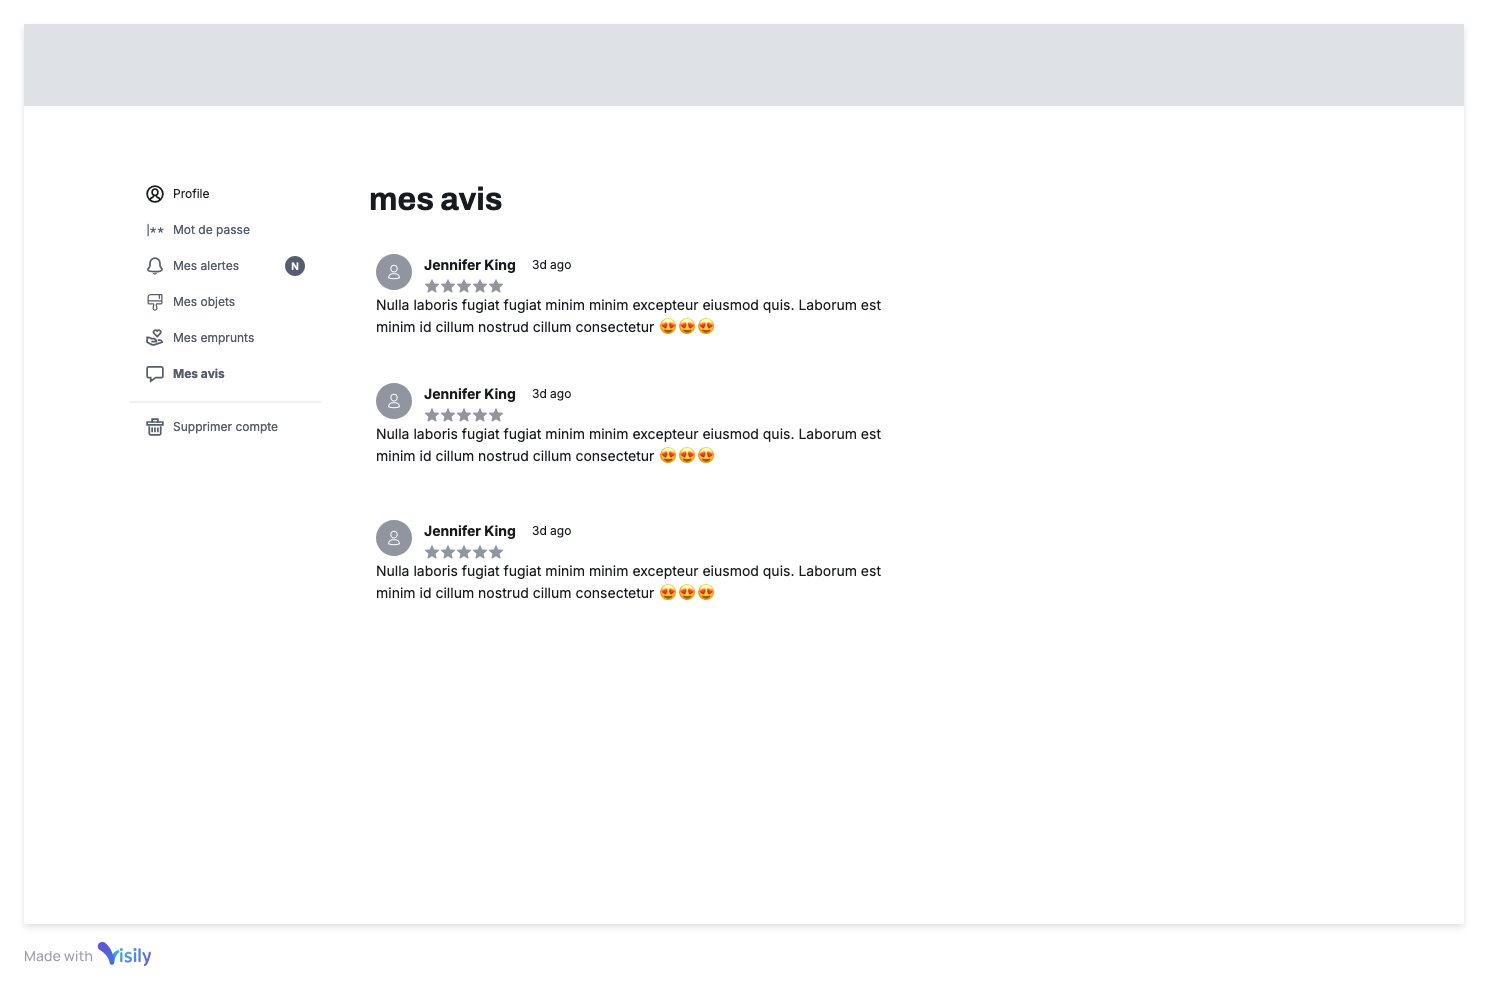 Profile
Mot de passe
Mes alertes N
Mes objets
Mes emprunts
Mes avis
Supprimer compte
mes avis
Jennifer King 3d ago
Nulla laboris fugiat fugiat minim minim excepteur eiusmod quis. Laborum est
minim id cillum nostrud cillum consectetur 😍😍😍
Jennifer King 3d ago
Nulla laboris fugiat fugiat minim minim excepteur eiusmod quis. Laborum est
minim id cillum nostrud cillum consectetur 😍😍😍
Jennifer King 3d ago
Nulla laboris fugiat fugiat minim minim excepteur eiusmod quis. Laborum est
minim id cillum nostrud cillum consectetur 😍😍😍
Made with Visily